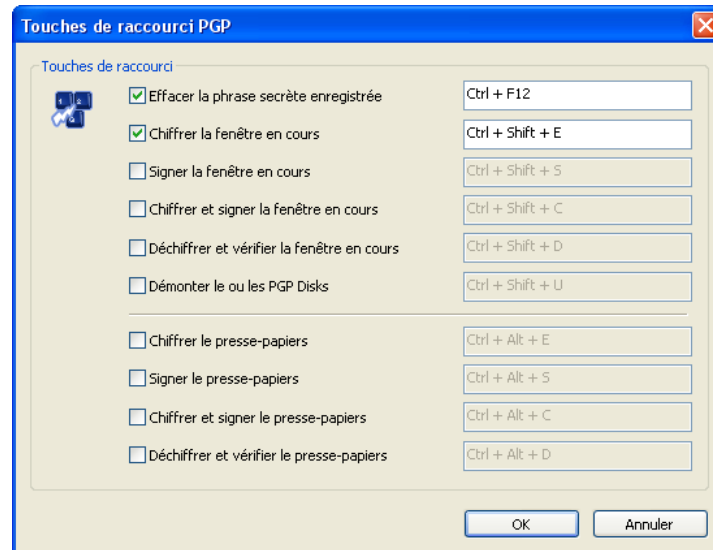 Touches de raccourci PGP
Touches de raccourci
Effacer la phrase secrète enregistrée Ctrl + F12
Chiffrer la fenêtre en cours Ctrl + Shift + E
Signer la fenêtre en cours Ctrl + Shift + S
Chiffrer et signer la fenêtre en cours Ctrl + Shift + C
Déchiffrer et vérifier la fenêtre en cours Ctrl + Shift + D
Démonter le ou les PGP Disks Ctrl + Shift + U
Chiffrer le presse-papiers Ctrl + Alt + E
Signer le presse-papiers Ctrl + Alt + S
Chiffrer et signer le presse-papiers Ctrl + Alt + C
Déchiffrer et vérifier le presse-papiers Ctrl + Alt + D
OK Annuler